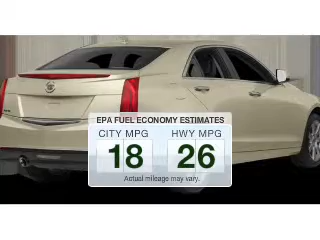 EPA FUEL ECONOMY ESTIMATES
CITY MPG HWY MPG
18 26
Actual mileage may vary.